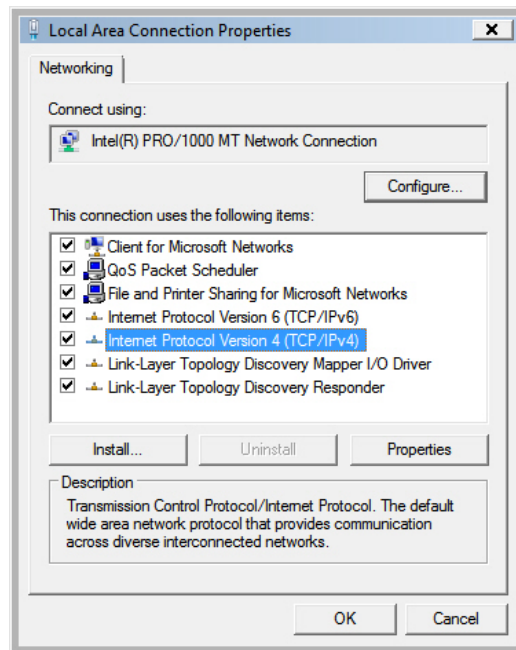 Local Area Connection Properties
Networking
Connect using:
Intel(R) PRO/1000 MT Network Connection
Configure...
This connection uses the following items:
Client for Microsoft Networks
QoS Packet Scheduler
File and Printer Sharing for Microsoft Networks
Internet Protocol Version 6 (TCP/IPv6)
Internet Protocol Version 4 (TCP/IPv4)
Link-Layer Topology Discovery Mapper I/O Driver
Link-Layer Topology Discovery Responder
Install... Uninstall Properties
Description
Transmission Control Protocol/Internet Protocol. The default
wide area network protocol that provides communication
across diverse interconnected networks.
OK Cancel